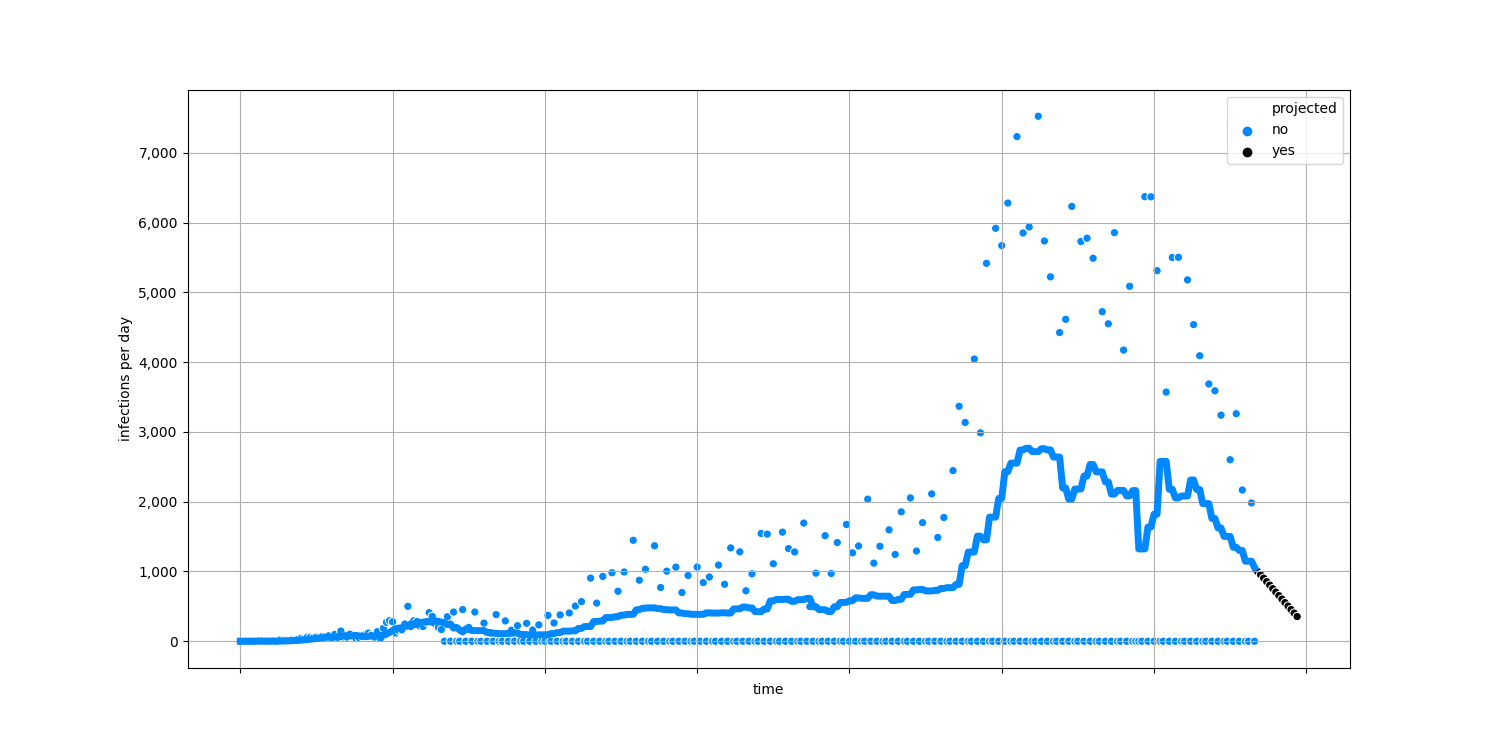 projected
no
yes
7,000
6,000
5,000
4,000
3,000
2,000
1,000
0
infections per day
time